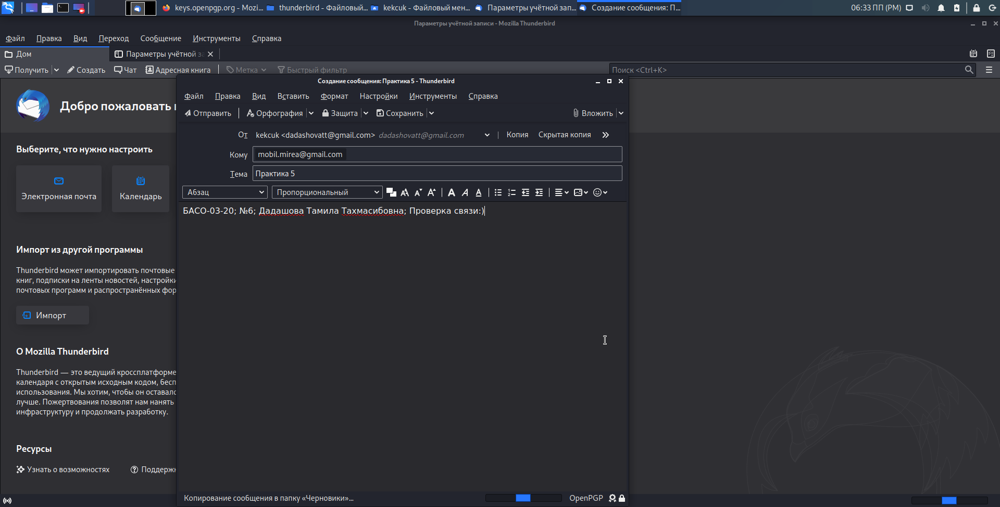 keys.openpgp.org - Mozi...
thunderbird - Файловый...
kekcuk - Файловый мен...
Параметры учётной зап...
Создание сообщения: П...
06:33 ПП (PM)
Параметры учётной записи - Mozilla Thunderbird
Файл Правка Вид Переход Сообщение Инструменты Справка
Дом
Параметры учётной за
Получить Создать Чат Адресная книга Метка Быстрый фильтр
Поиск <Ctrl+K>
Добро пожаловать
Выберите, что нужно настроить
Электронная почта
Календарь
Импорт из другой программы
Thunderbird может импортировать почтовые
книг, подписки на ленты новостей, настройки
почтовых программ и распространённых фор
Импорт
О Mozilla Thunderbird
Thunderbird — это ведущий кроссплатформе
календаря с открытым исходным кодом, бесп
использования. Мы хотим, чтобы он оставалс
лучше. Пожертвования позволят нам нанять
инфраструктуру и продолжать разработку.
Ресурсы
Узнать о возможностях
Поддержк
Создание сообщения: Практика 5 - Thunderbird
Файл Правка Вид Вставить Формат Настройки Инструменты Справка
Отправить Орфография Защита Сохранить Вложить
От kekcuk <dadashovatt@gmail.com> dadashovatt@gmail.com Копия Скрытая копия
Кому mobil.mirea@gmail.com
Тема Практика 5
Абзац Пропорциональный
БАСО-03-20; №6; Дадашова Тамила Тахмасибовна; Проверка связи:)
Копирование сообщения в папку «Черновики»...
OpenPGP